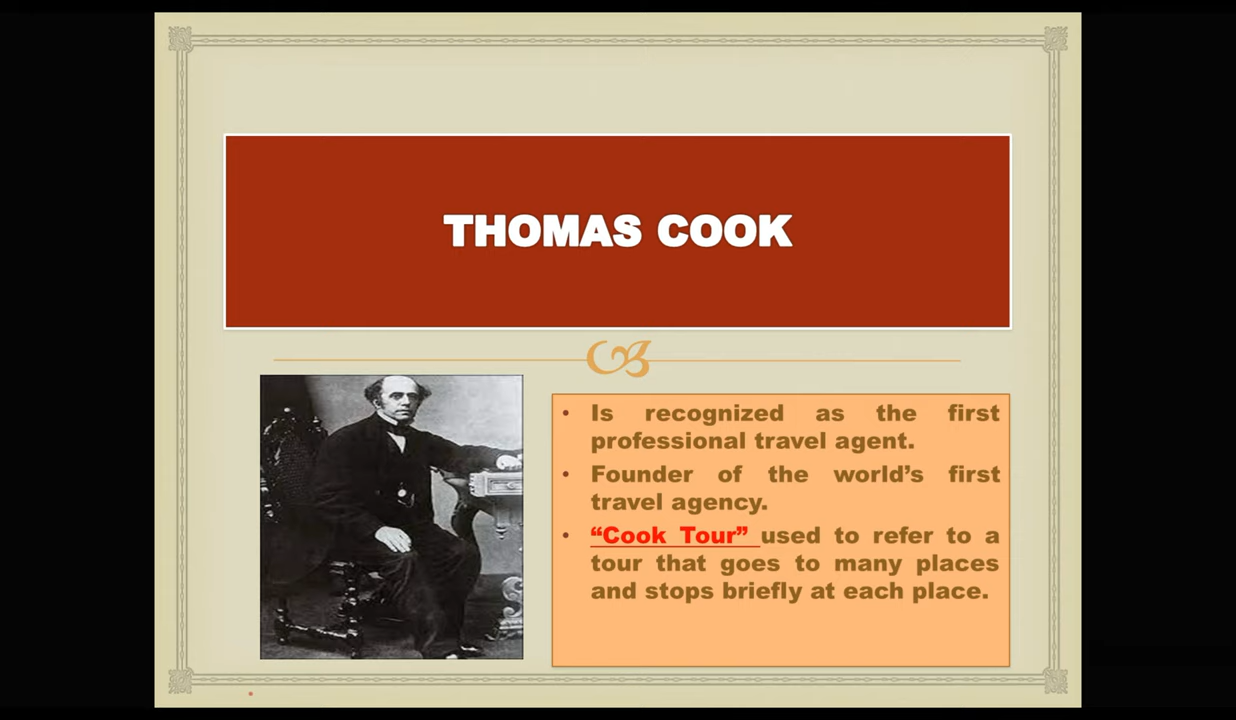 THOMAS COOK
• Is recognized as the first
professional travel agent.
• Founder of the world’s first
travel agency.
• “Cook Tour” used to refer to a
tour that goes to many places
and stops briefly at each place.